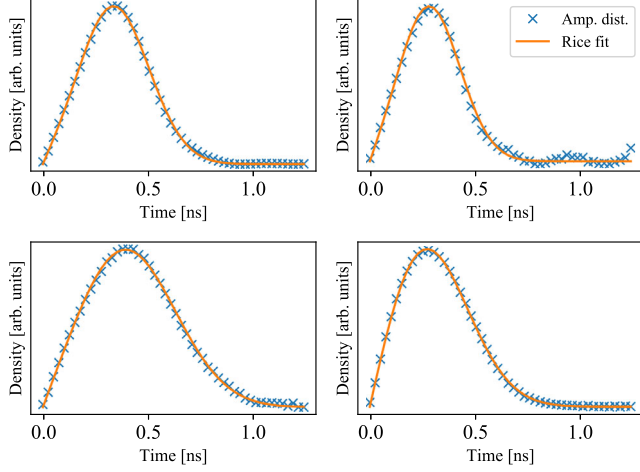 Density [arb. units]
0.0 0.5 1.0
Time [ns]
Density [arb. units]
Amp. dist.
Rice fit
0.0 0.5 1.0
Time [ns]
Density [arb. units]
0.0 0.5 1.0
Time [ns]
Density [arb. units]
0.0 0.5 1.0
Time [ns]